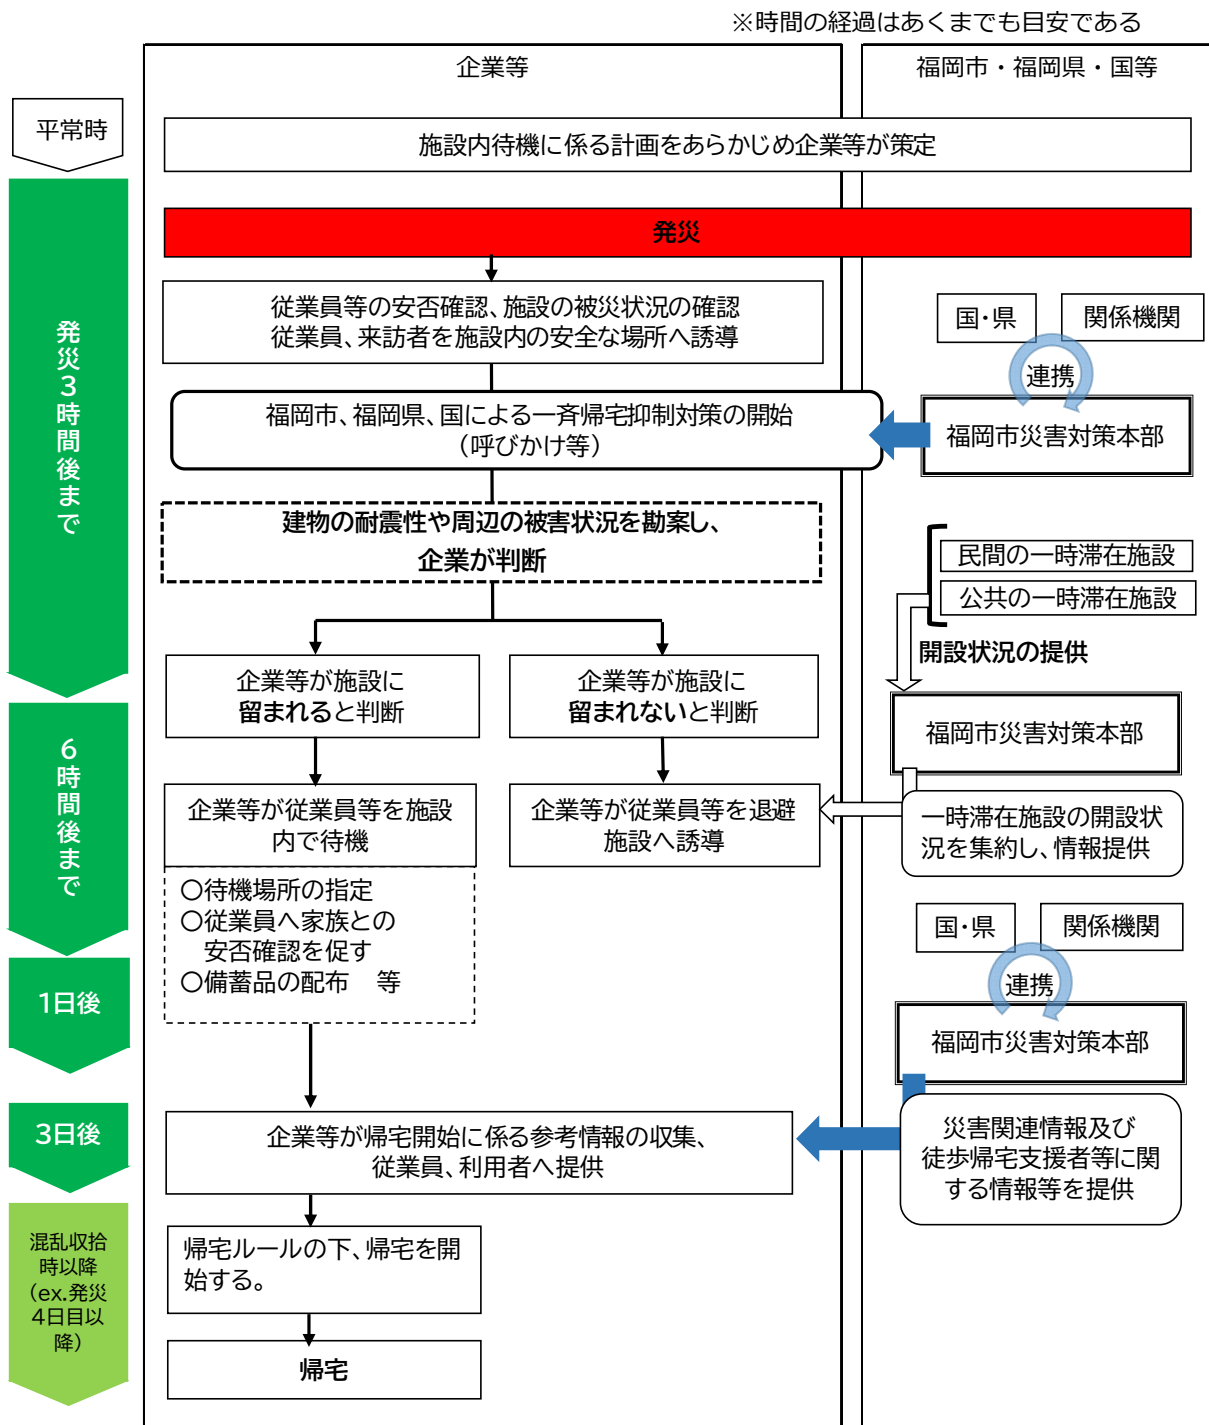 ※時間の経過はあくまでも目安である
企業等
福岡市・福岡県・国等
平常時
施設内待機に係る計画をあらかじめ企業等が策定
発災
発災3時間後まで
従業員等の安否確認、施設の被災状況の確認
従業員、来訪者を施設内の安全な場所へ誘導
国・県
関係機関
連携
福岡市、福岡県、国による一斉帰宅抑制対策の開始
（呼びかけ等）
福岡市災害対策本部
建物の耐震性や周辺の被害状況を勘案し、
企業が判断
民間の一時滞在施設
公共の一時滞在施設
開設状況の提供
企業等が施設に
留まれると判断
企業等が施設に
留まれないと判断
福岡市災害対策本部
6時間後まで
企業等が従業員等を施設
内で待機
企業等が従業員等を退避
施設へ誘導
一時滞在施設の開設状
況を集約し、情報提供
○待機場所の指定
○従業員へ家族との
安否確認を促す
○備蓄品の配布　等
国・県
関係機関
連携
1日後
福岡市災害対策本部
3日後
企業等が帰宅開始に係る参考情報の収集、
従業員、利用者へ提供
災害関連情報及び
徒歩帰宅支援者等に関
する情報等を提供
混乱収拾
時以降
（ex.発災
4日目以
降）
帰宅ルールの下、帰宅を開
始する。
帰宅